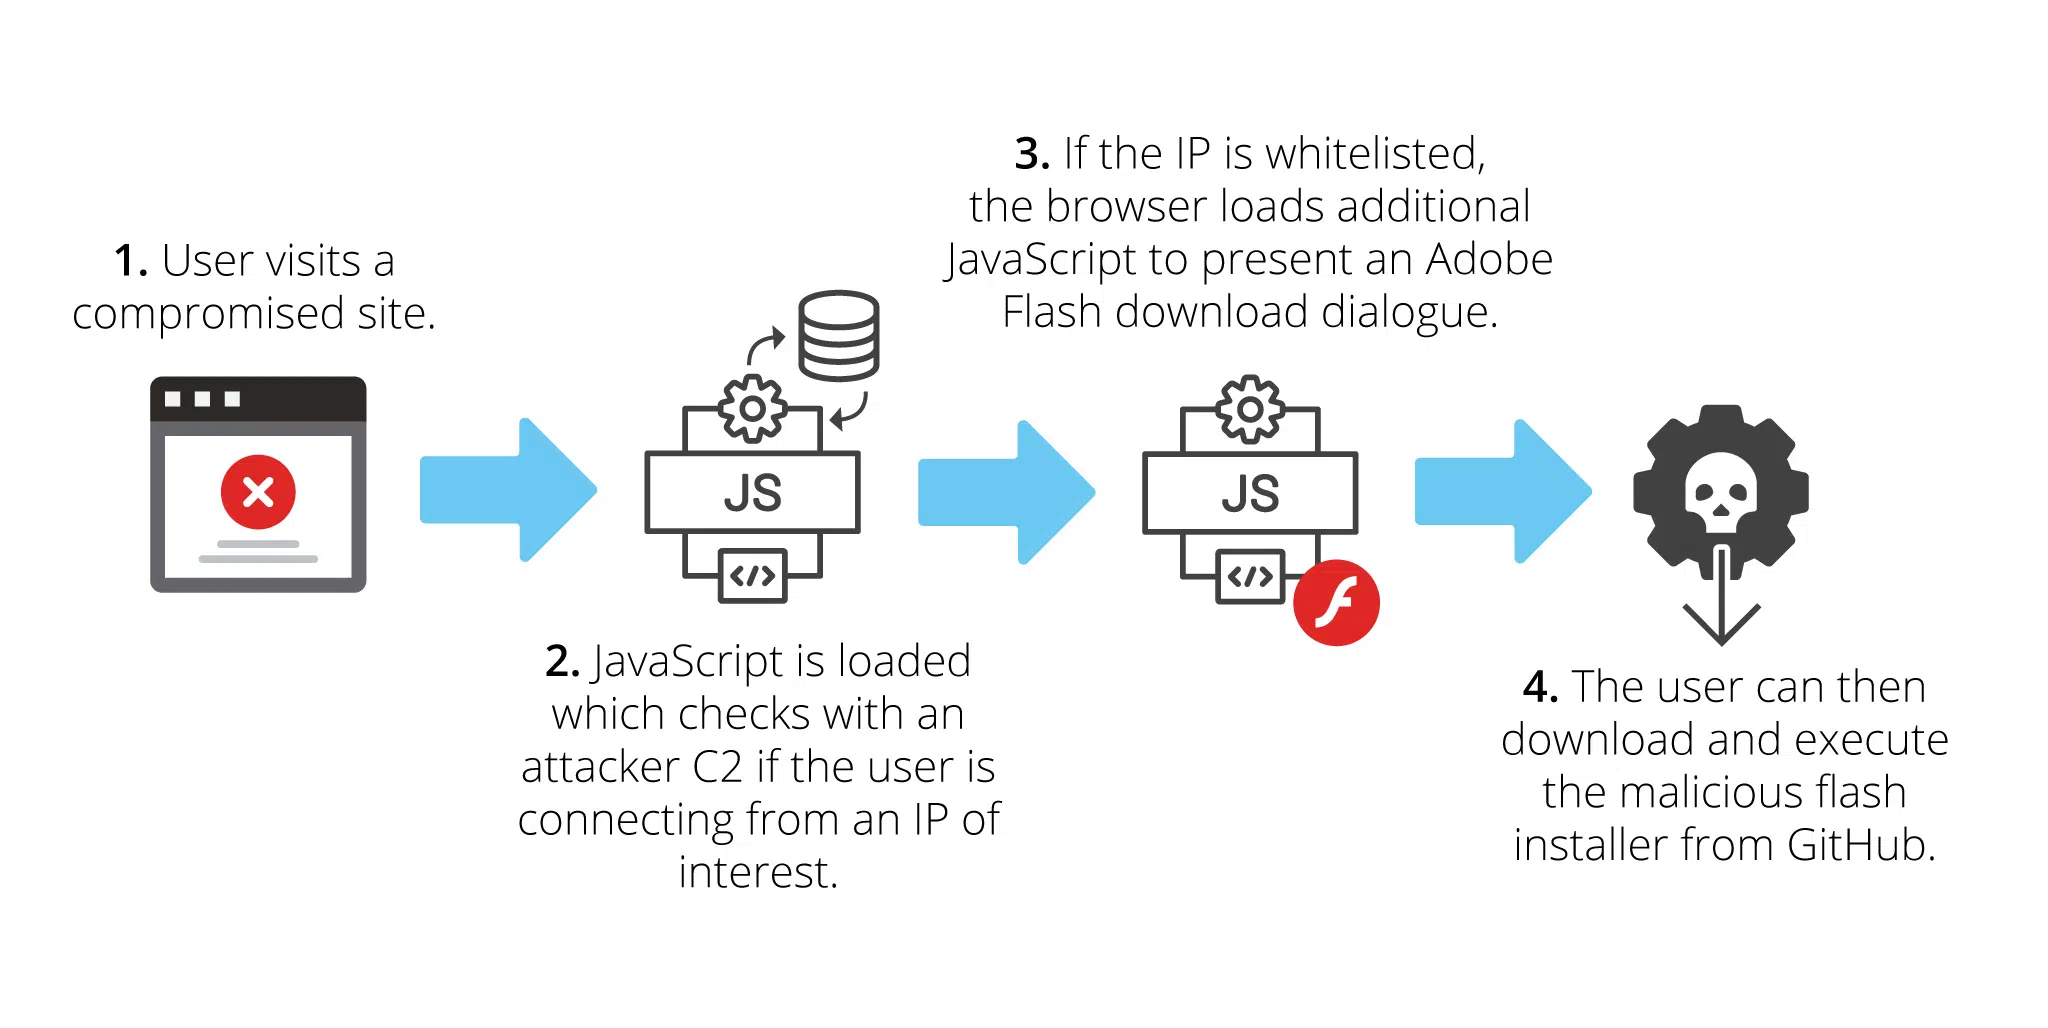 1. User visits a
compromised site.
JS
</>
2. JavaScript is loaded
which checks with an
attacker C2 if the user is
connecting from an IP of
interest.
3. If the IP is whitelisted,
the browser loads additional
JavaScript to present an Adobe
Flash download dialogue.
JS
</>
4. The user can then
download and execute
the malicious flash
installer from GitHub.